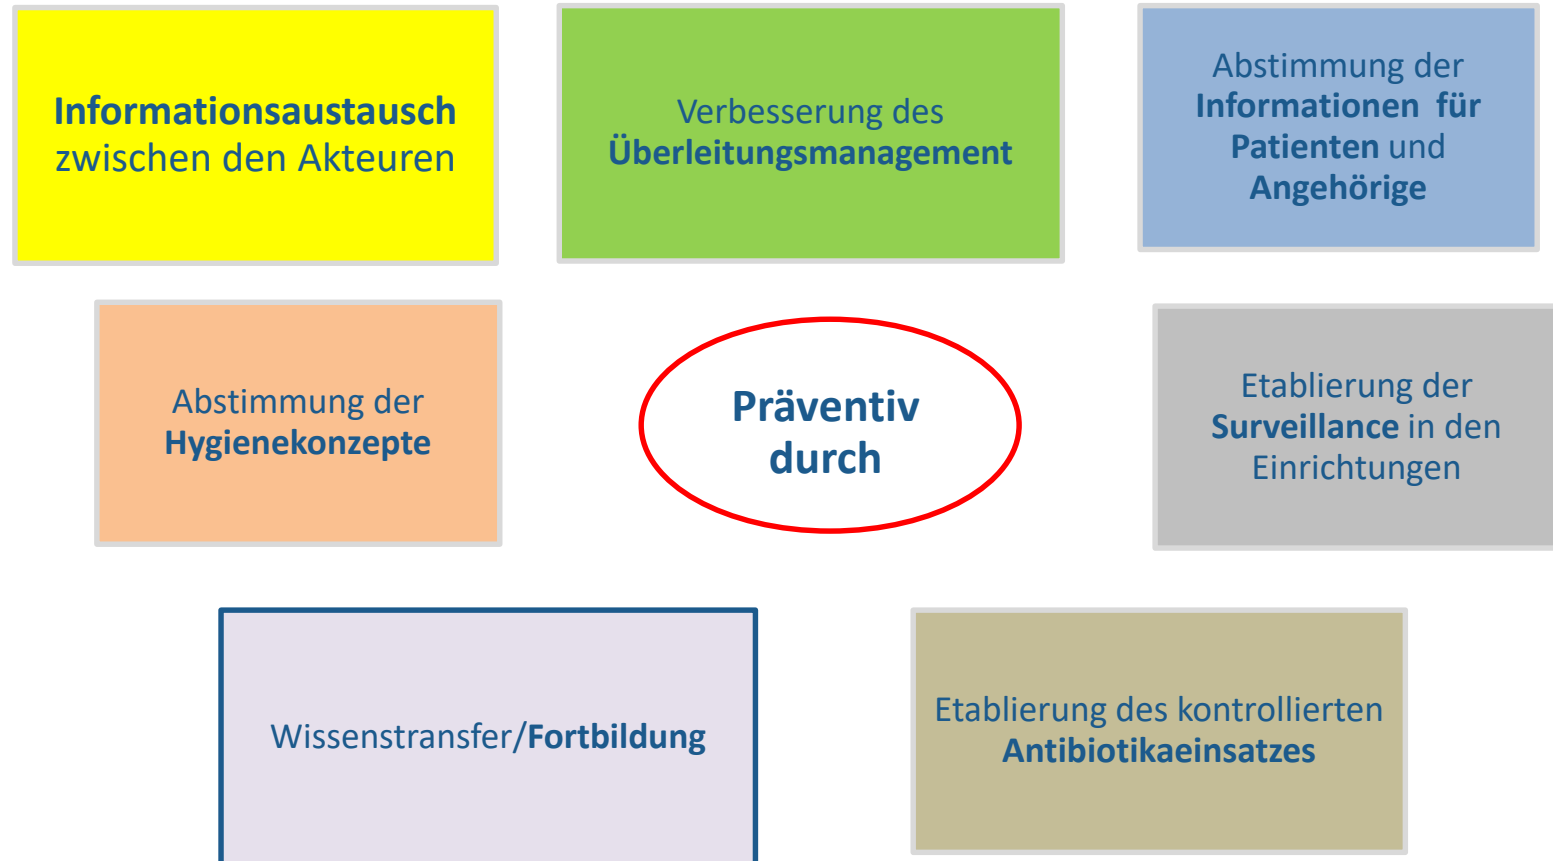 Informationsaustausch
zwischen den Akteuren
Verbesserung des
Überleitungsmanagement
Abstimmung der
Informationen für
Patienten und
Angehörige
Abstimmung der
Hygienekonzepte
Präventiv
durch
Etablierung der
Surveillance in den
Einrichtungen
Wissenstransfer/Fortbildung
Etablierung des kontrollierten
Antibiotikaeinsatzes